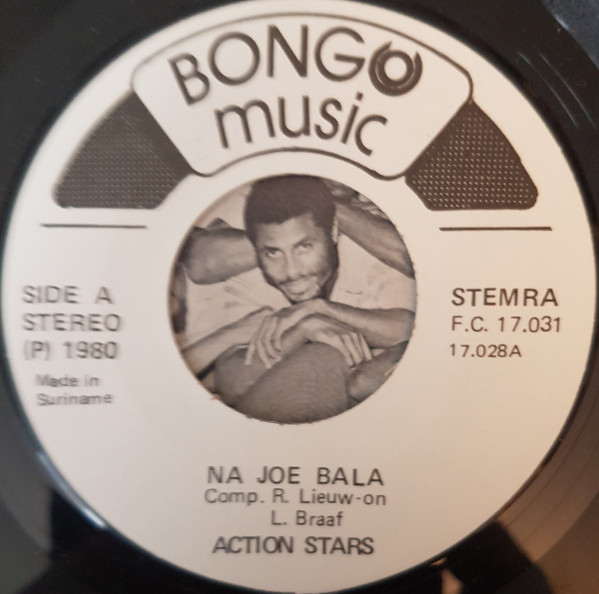 BONGO
music
SIDE A
STEREO
(P) 1980
Made in
Suriname
STEMRA
F.C. 17.031
17.028A
NA JOE BALA
Comp. R. Lieuw-on
L. Braaf
ACTION STARS